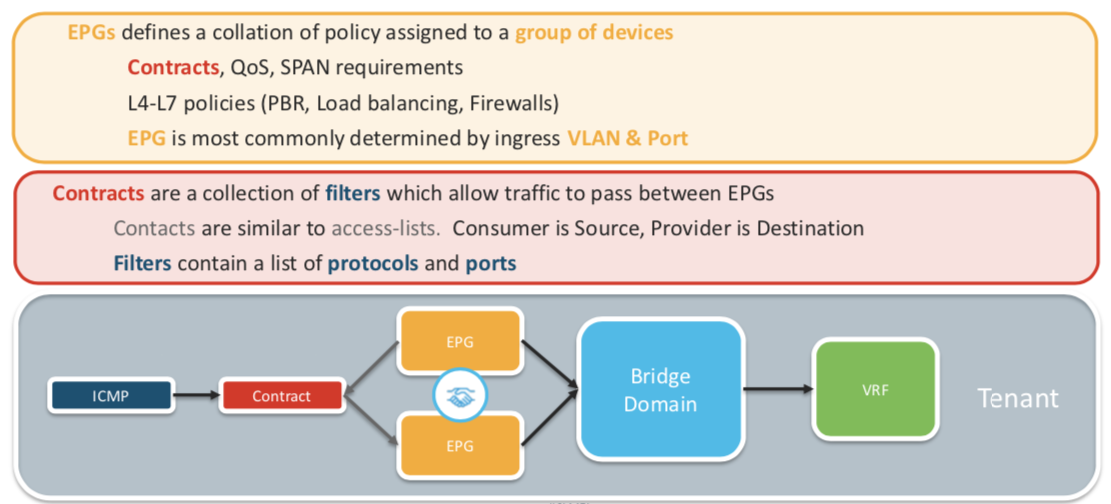 EPGs defines a collation of policy assigned to a group of devices
Contracts, QoS, SPAN requirements
L4-L7 policies (PBR, Load balancing, Firewalls)
EPG is most commonly determined by ingress VLAN & Port
Contracts are a collection of filters which allow traffic to pass between EPGs
Contacts are similar to access-lists. Consumer is Source, Provider is Destination
Filters contain a list of protocols and ports
ICMP
Contract
EPG
EPG
Bridge
Domain
VRF
Tenant